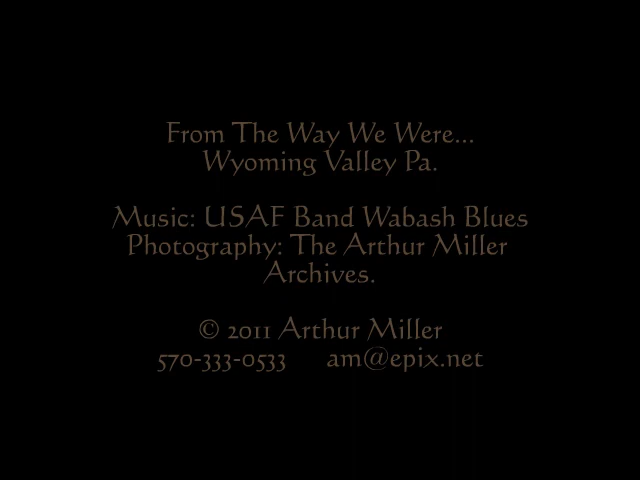 From The Way We Were...
Wyoming Valley Pa.
Music: USAF Band Wabash Blues
Photography: The Arthur Miller
Archives.
© 2011 Arthur Miller
570-333-0533 am@epix.net